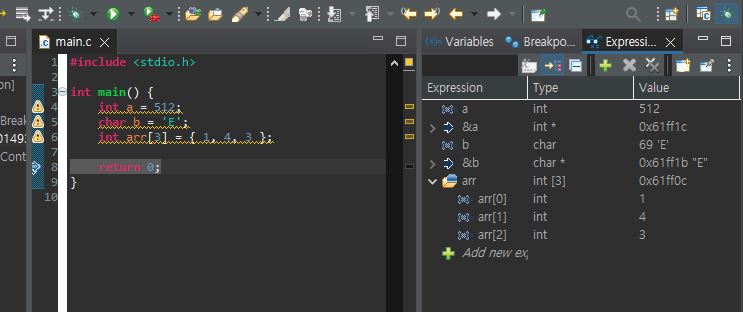 main.c
Variables
Breakpo...
Expressi...
1 #include <stdio.h>
2
3 int main() {
4 int a = 512;
5 char b = 'E';
6 int arr[3] = { 1, 4, 3 };
7
8 return 0;
9 }
10
on]
Break
01493
Cont
Expression Type Value
a int 512
&a int * 0x61ff1c
b char 69 'E'
&b char * 0x61ff1b "E"
arr int [3] 0x61ff0c
arr[0] int 1
arr[1] int 4
arr[2] int 3
Add new ex